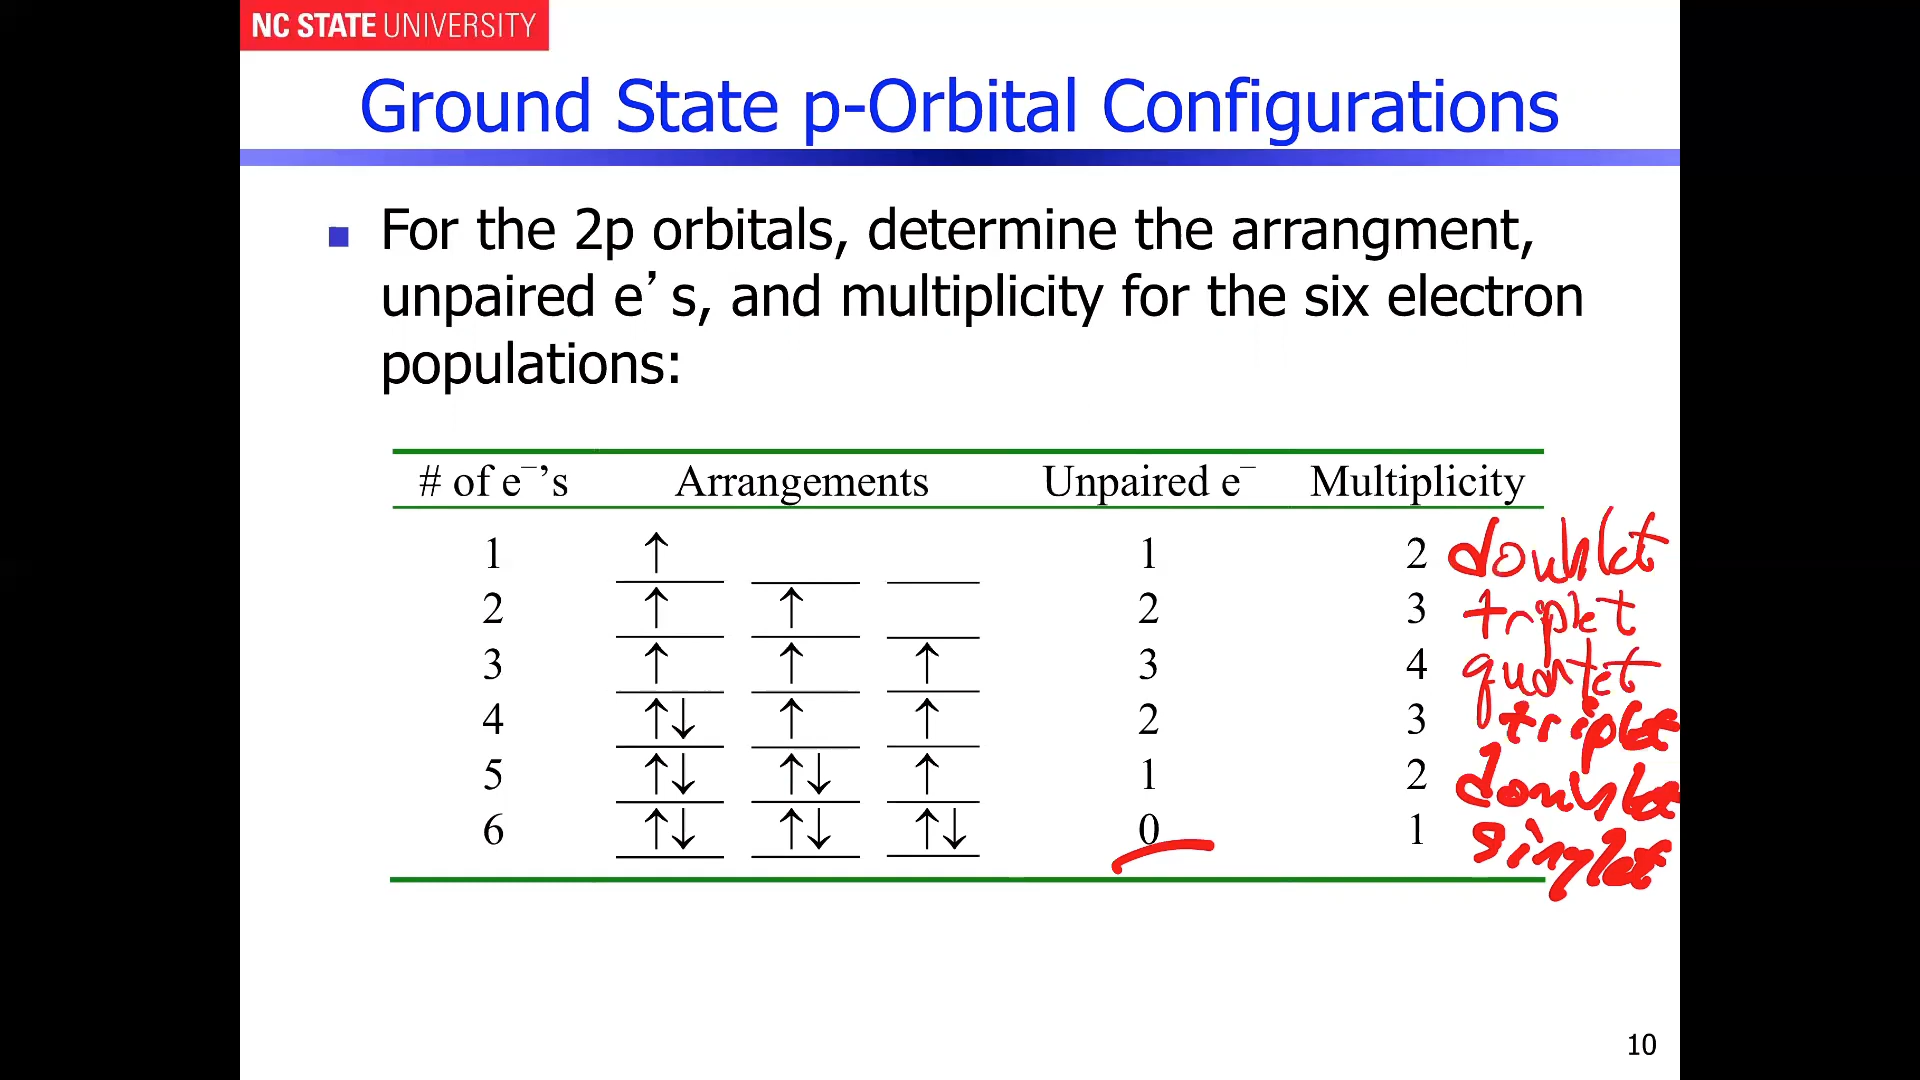 NC STATE UNIVERSITY
Ground State p-Orbital Configurations
For the 2p orbitals, determine the arrangment,
unpaired e’s, and multiplicity for the six electron
populations:
# of e⁻’s Arrangements Unpaired e⁻ Multiplicity
1 ↑ 1 2 doublet
2 ↑ ↑ 2 3 triplet
3 ↑ ↑ ↑ 3 4 quartet
4 ↑↓ ↑ ↑ 2 3 triplet
5 ↑↓ ↑↓ ↑ 1 2 doublet
6 ↑↓ ↑↓ ↑↓ 0 1 singlet
10